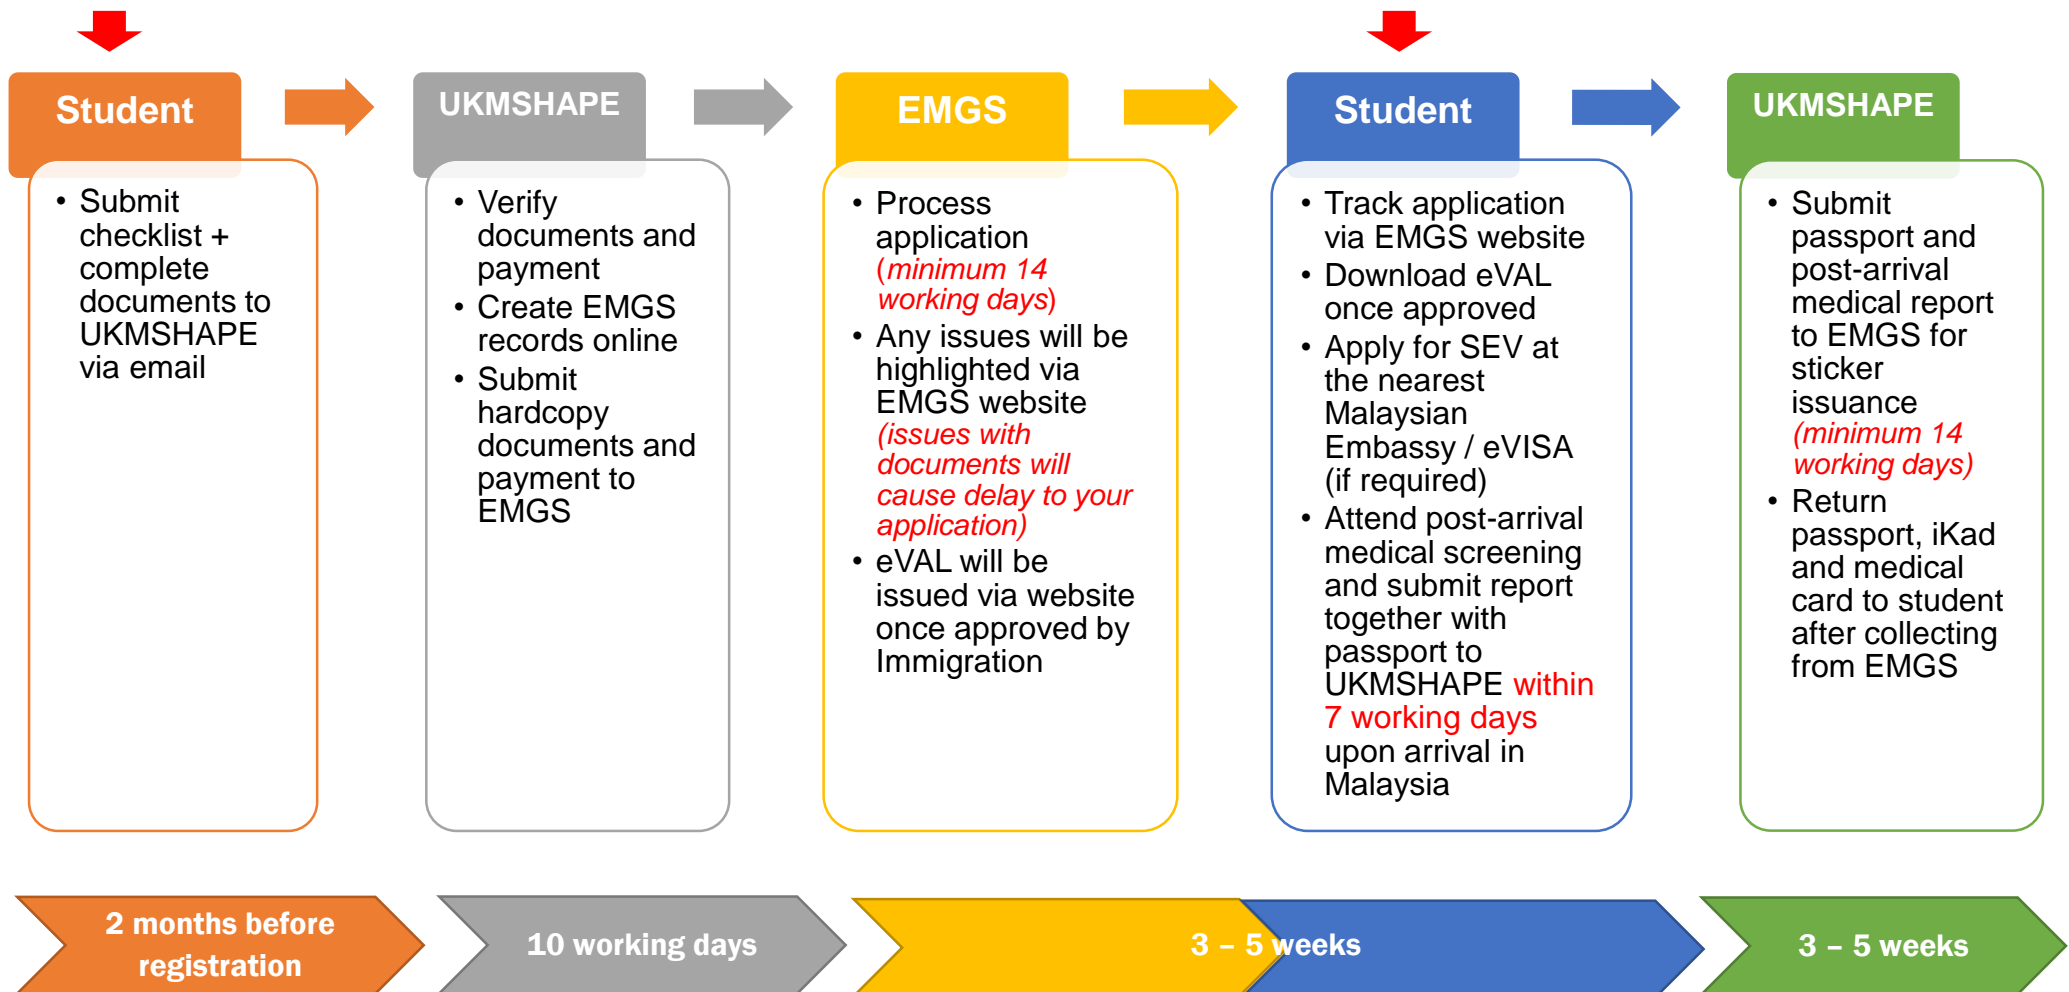 Student
• Submit
checklist +
complete
documents to
UKMSHAPE
via email
UKMSHAPE
• Verify
documents and
payment
• Create EMGS
records online
• Submit
hardcopy
documents and
payment to
EMGS
EMGS
• Process
application
(minimum 14
working days)
• Any issues will be
highlighted via
EMGS website
(issues with
documents will
cause delay to your
application)
• eVAL will be
issued via website
once approved by
Immigration
Student
• Track application
via EMGS website
• Download eVAL
once approved
• Apply for SEV at
the nearest
Malaysian
Embassy / eVISA
(if required)
• Attend post-arrival
medical screening
and submit report
together with
passport to
UKMSHAPE within
7 working days
upon arrival in
Malaysia
UKMSHAPE
• Submit
passport and
post-arrival
medical report
to EMGS for
sticker
issuance
(minimum 14
working days)
• Return
passport, iKad
and medical
card to student
after collecting
from EMGS
2 months before
registration
10 working days
3 – 5 weeks
3 – 5 weeks